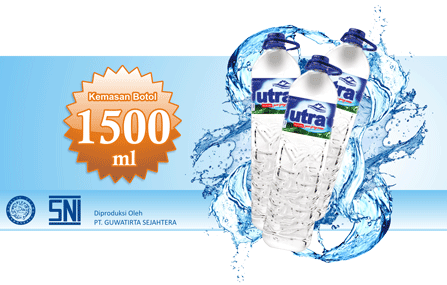 Kemasan Botol
1500
ml
utra
utra
utra
SNI
Diproduksi Oleh
PT. GUWATIRTA SEJAHTERA